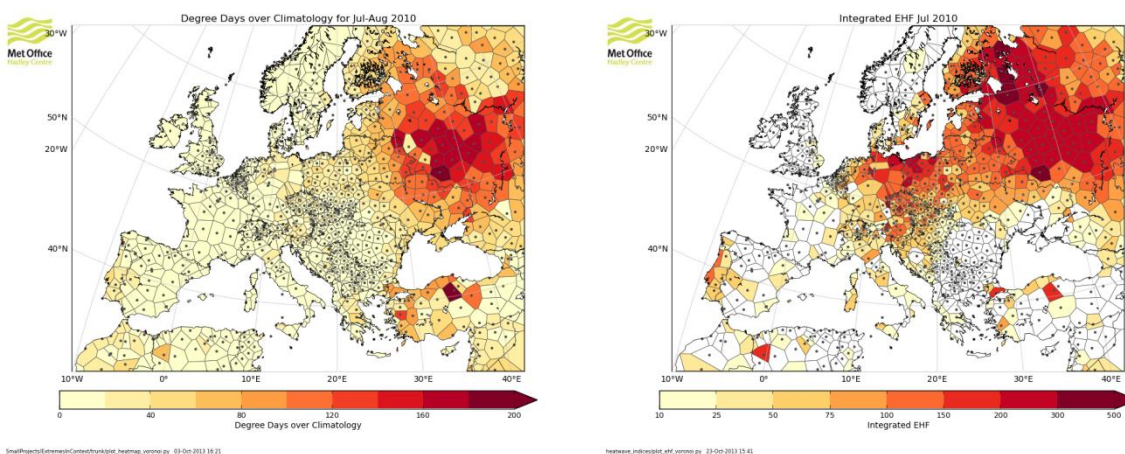 Degree Days over Climatology for Jul-Aug 2010
Met Office
Hadley Centre
30°W
50°N
20°W
40°N
10°W 0° 10°E 20°E 30°E 40°E
0 40 80 120 160 200
Degree Days over Climatology
SmallProjects/ExtremesInContext/trunk/plot_heatmap_voronoi.py 03-Oct-2013 16:21
Integrated EHF Jul 2010
Met Office
Hadley Centre
30°W
50°N
20°W
40°N
10°W 0° 10°E 20°E 30°E 40°E
10 25 50 75 100 150 200 300 500
Integrated EHF
heatwave_indices/plot_ehf_voronoi.py 23-Oct-2013 15:41